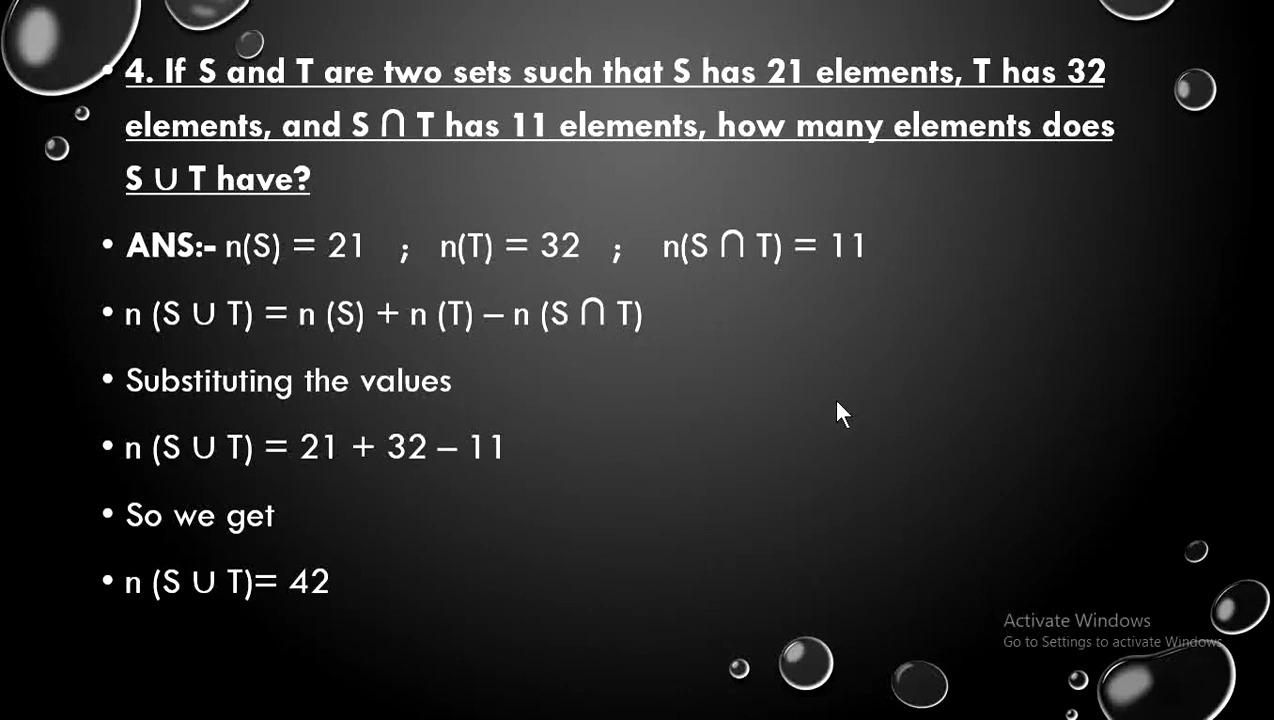 • 4. If S and T are two sets such that S has 21 elements, T has 32
elements, and S ∩ T has 11 elements, how many elements does
S ∪ T have?
• ANS:- n(S) = 21 ; n(T) = 32 ; n(S ∩ T) = 11
• n (S ∪ T) = n (S) + n (T) – n (S ∩ T)
• Substituting the values
• n (S ∪ T) = 21 + 32 – 11
• So we get
• n (S ∪ T)= 42
Activate Windows
Go to Settings to activate Windows.